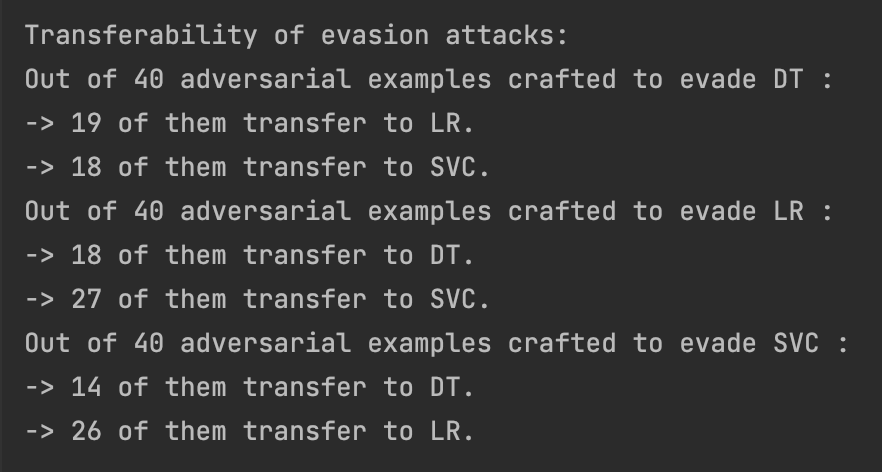 Transferability of evasion attacks:
Out of 40 adversarial examples crafted to evade DT :
-> 19 of them transfer to LR.
-> 18 of them transfer to SVC.
Out of 40 adversarial examples crafted to evade LR :
-> 18 of them transfer to DT.
-> 27 of them transfer to SVC.
Out of 40 adversarial examples crafted to evade SVC :
-> 14 of them transfer to DT.
-> 26 of them transfer to LR.